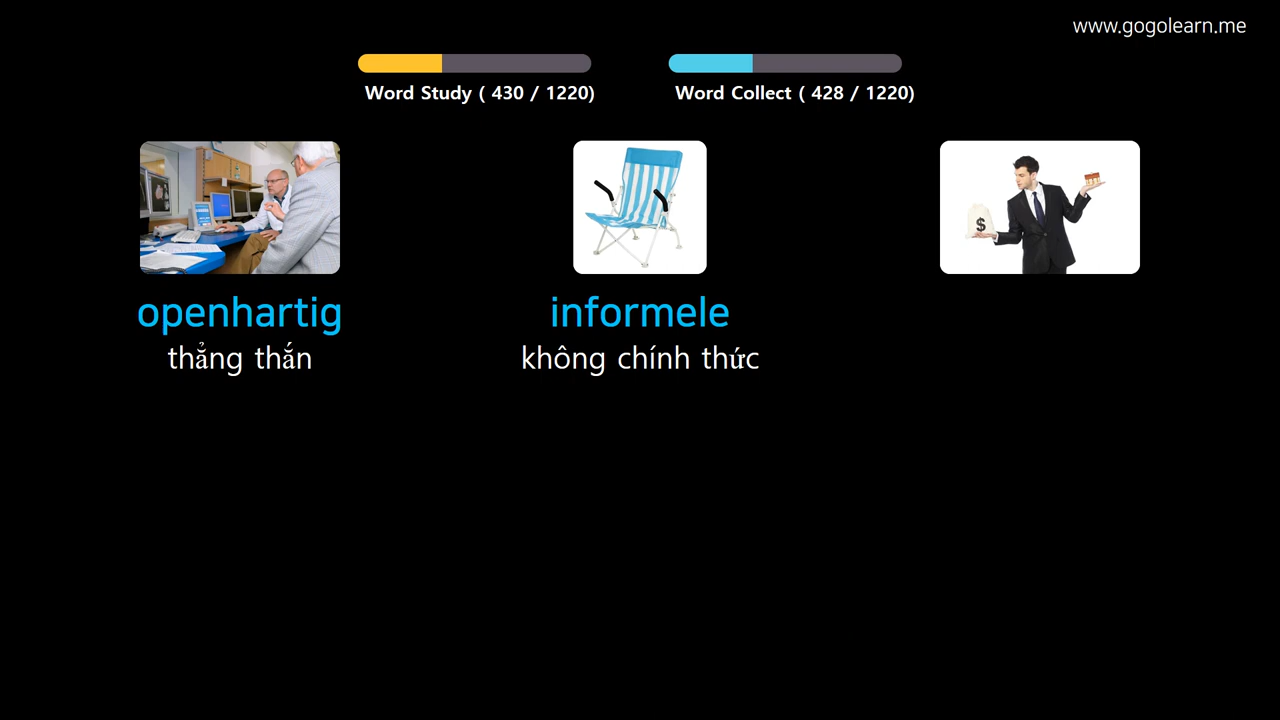 www.gogolearn.me
Word Study ( 430 / 1220)
Word Collect ( 428 / 1220)
$
openhartig
informele
thẳng thắn
không chính thức